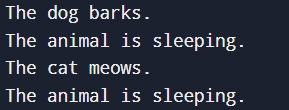 The dog barks.
The animal is sleeping.
The cat meows.
The animal is sleeping.